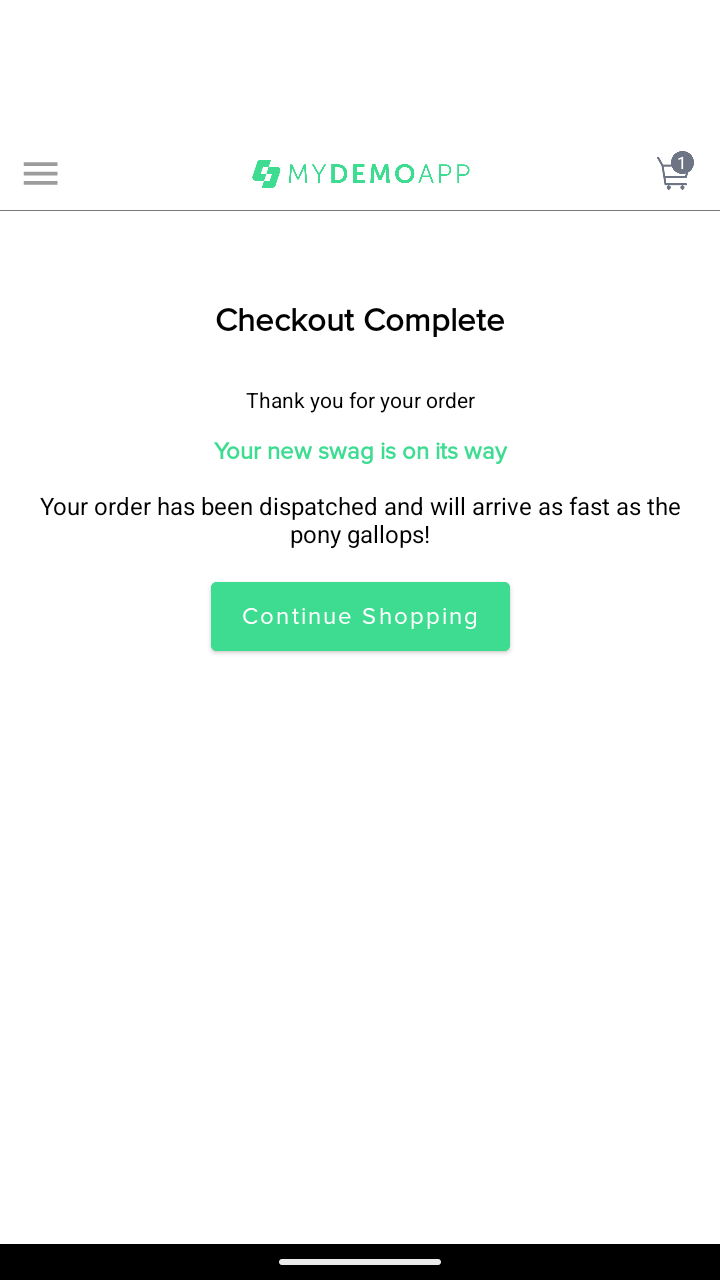 MYDEMOAPP
1
Checkout Complete
Thank you for your order
Your new swag is on its way
Your order has been dispatched and will arrive as fast as the
pony gallops!
Continue Shopping